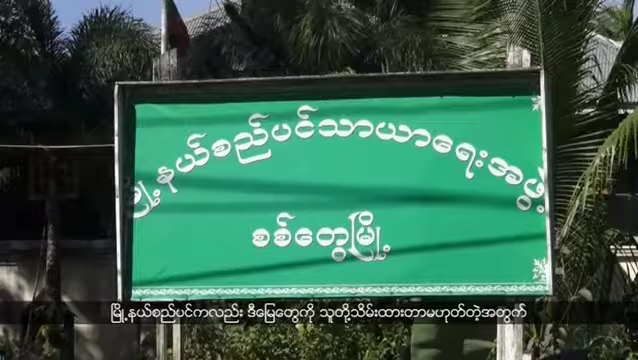 မြို့နယ်စည်ပင်သာယာရေးအဖွဲ့
စစ်တွေမြို့
မြို့နယ်စည်ပင်ကလည်း ဒီမြေတွေကို သူတို့သိမ်းထားတာမဟုတ်တဲ့အတွက်